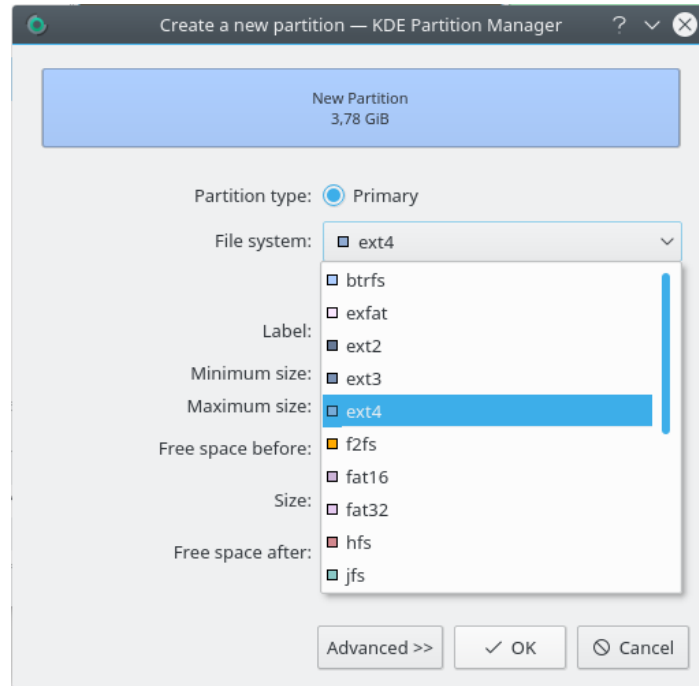 Create a new partition — KDE Partition Manager
New Partition
3,78 GiB
Partition type: Primary
File system: ext4
btrfs
exfat
Label:
ext2
Minimum size:
ext3
Maximum size:
ext4
Free space before:
f2fs
fat16
Size:
fat32
Free space after:
hfs
jfs
Advanced >>
OK
Cancel